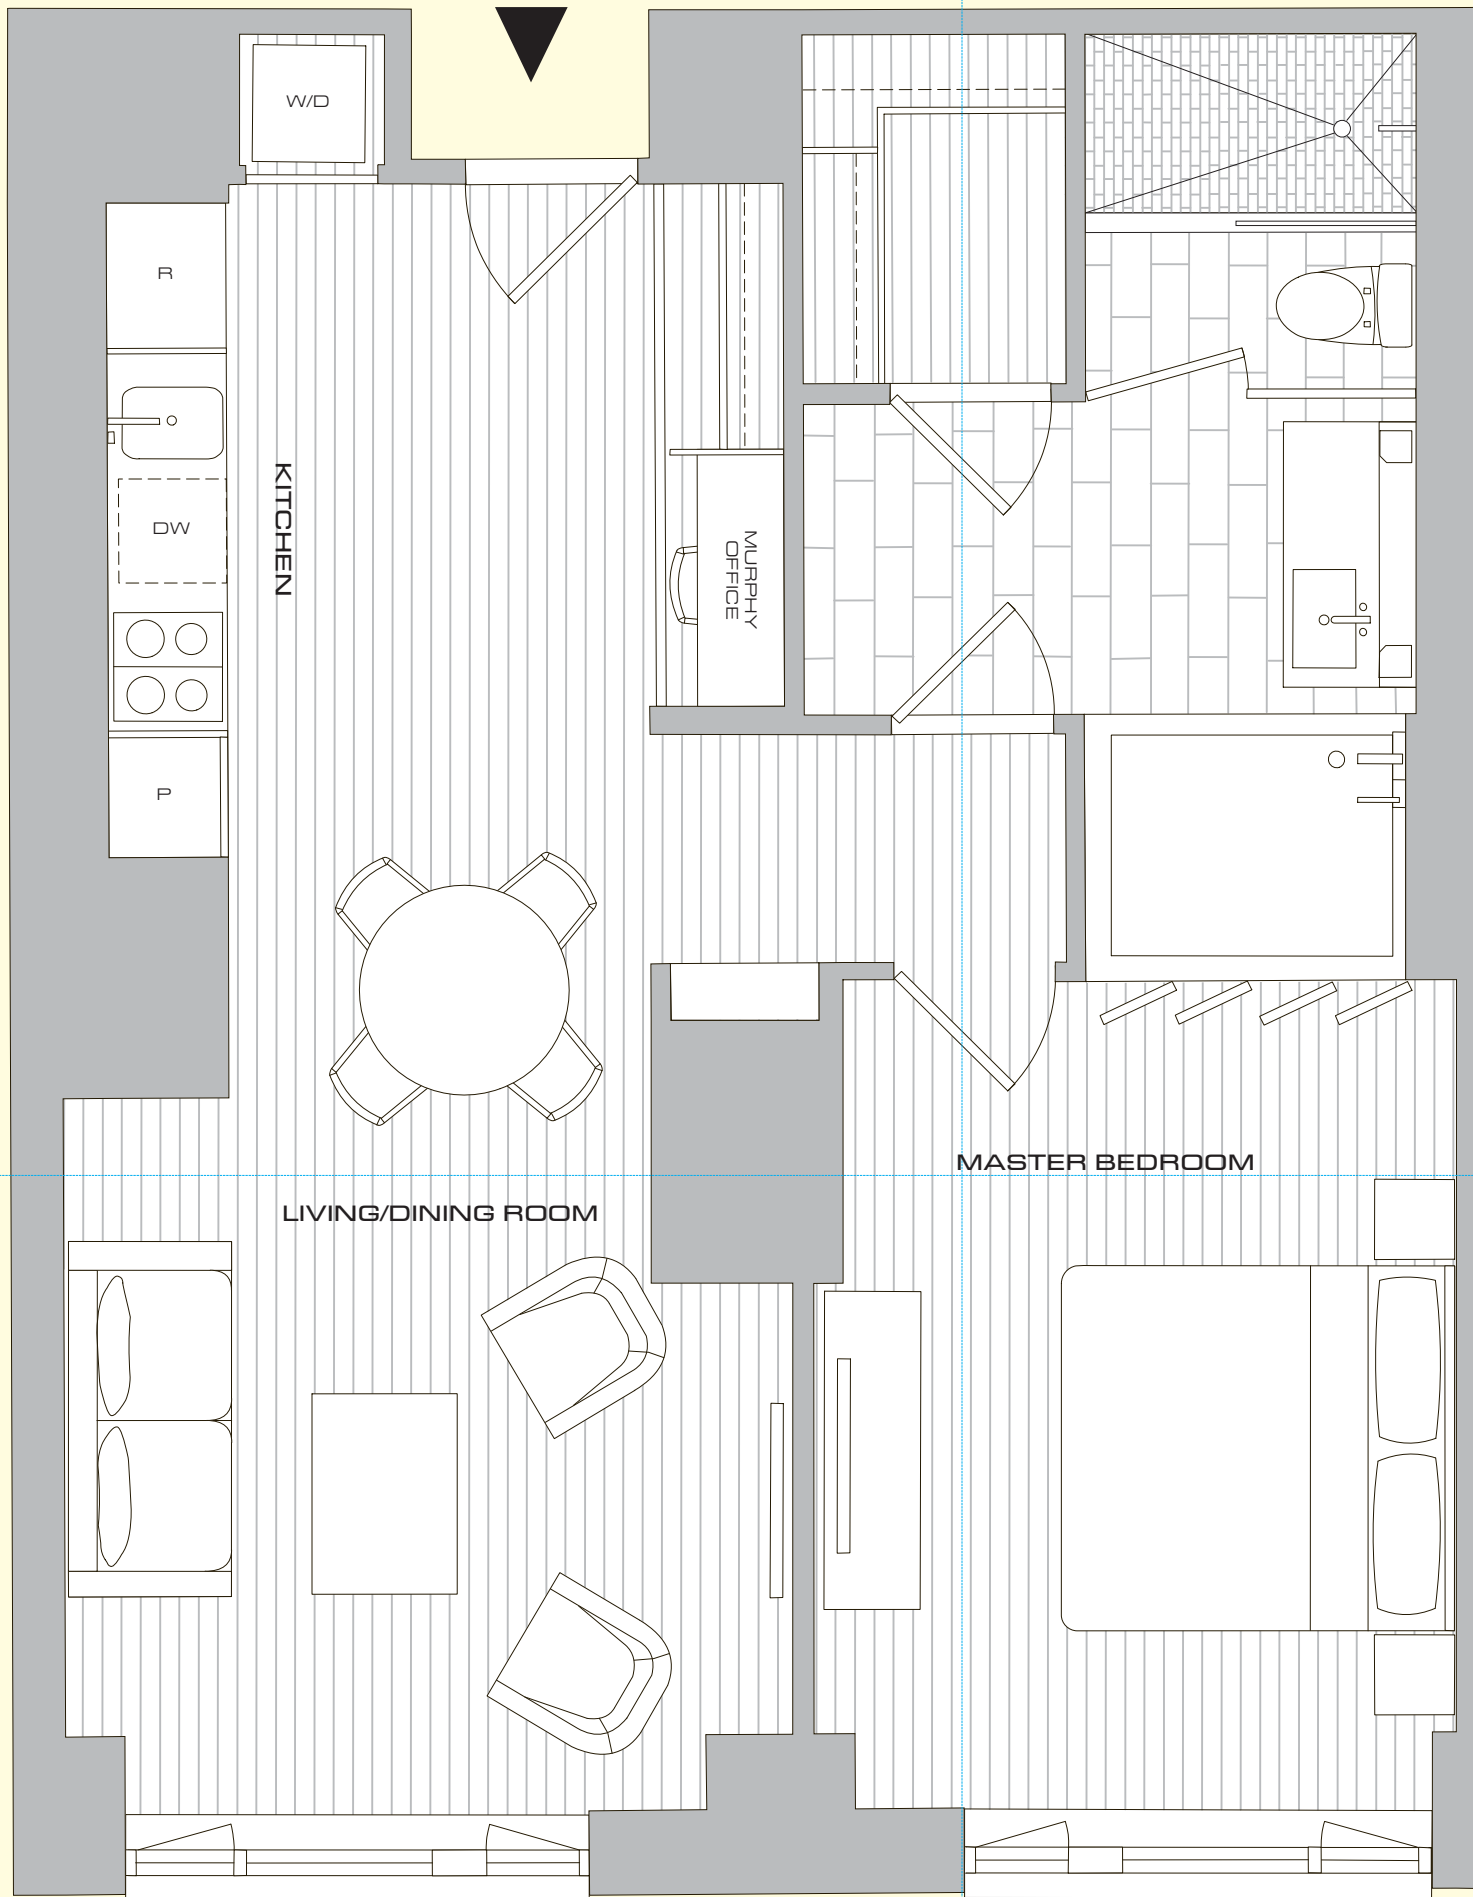 W/D
R
KITCHEN
DW
MURPHY
OFFICE
P
MASTER BEDROOM
LIVING/DINING ROOM